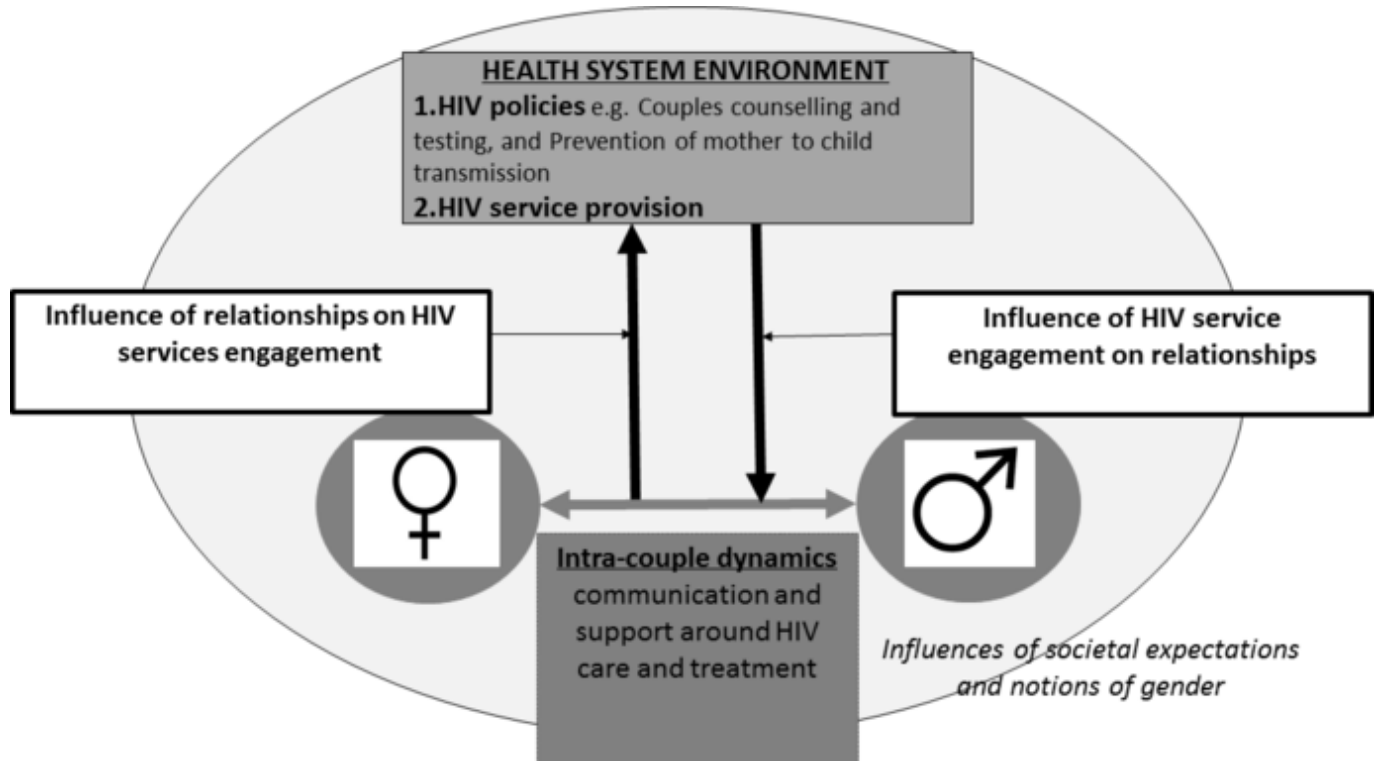 HEALTH SYSTEM ENVIRONMENT
1.HIV policies e.g. Couples counselling and
testing, and Prevention of mother to child
transmission
2.HIV service provision
Influence of relationships on HIV
services engagement
Influence of HIV service
engagement on relationships
Intra-couple dynamics
communication and
support around HIV
care and treatment
Influences of societal expectations
and notions of gender